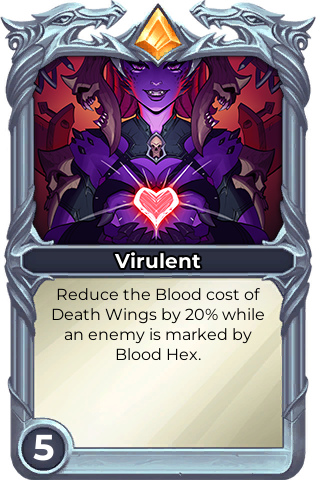 Virulent
Reduce the Blood cost of
Death Wings by 20% while
an enemy is marked by
Blood Hex.
5